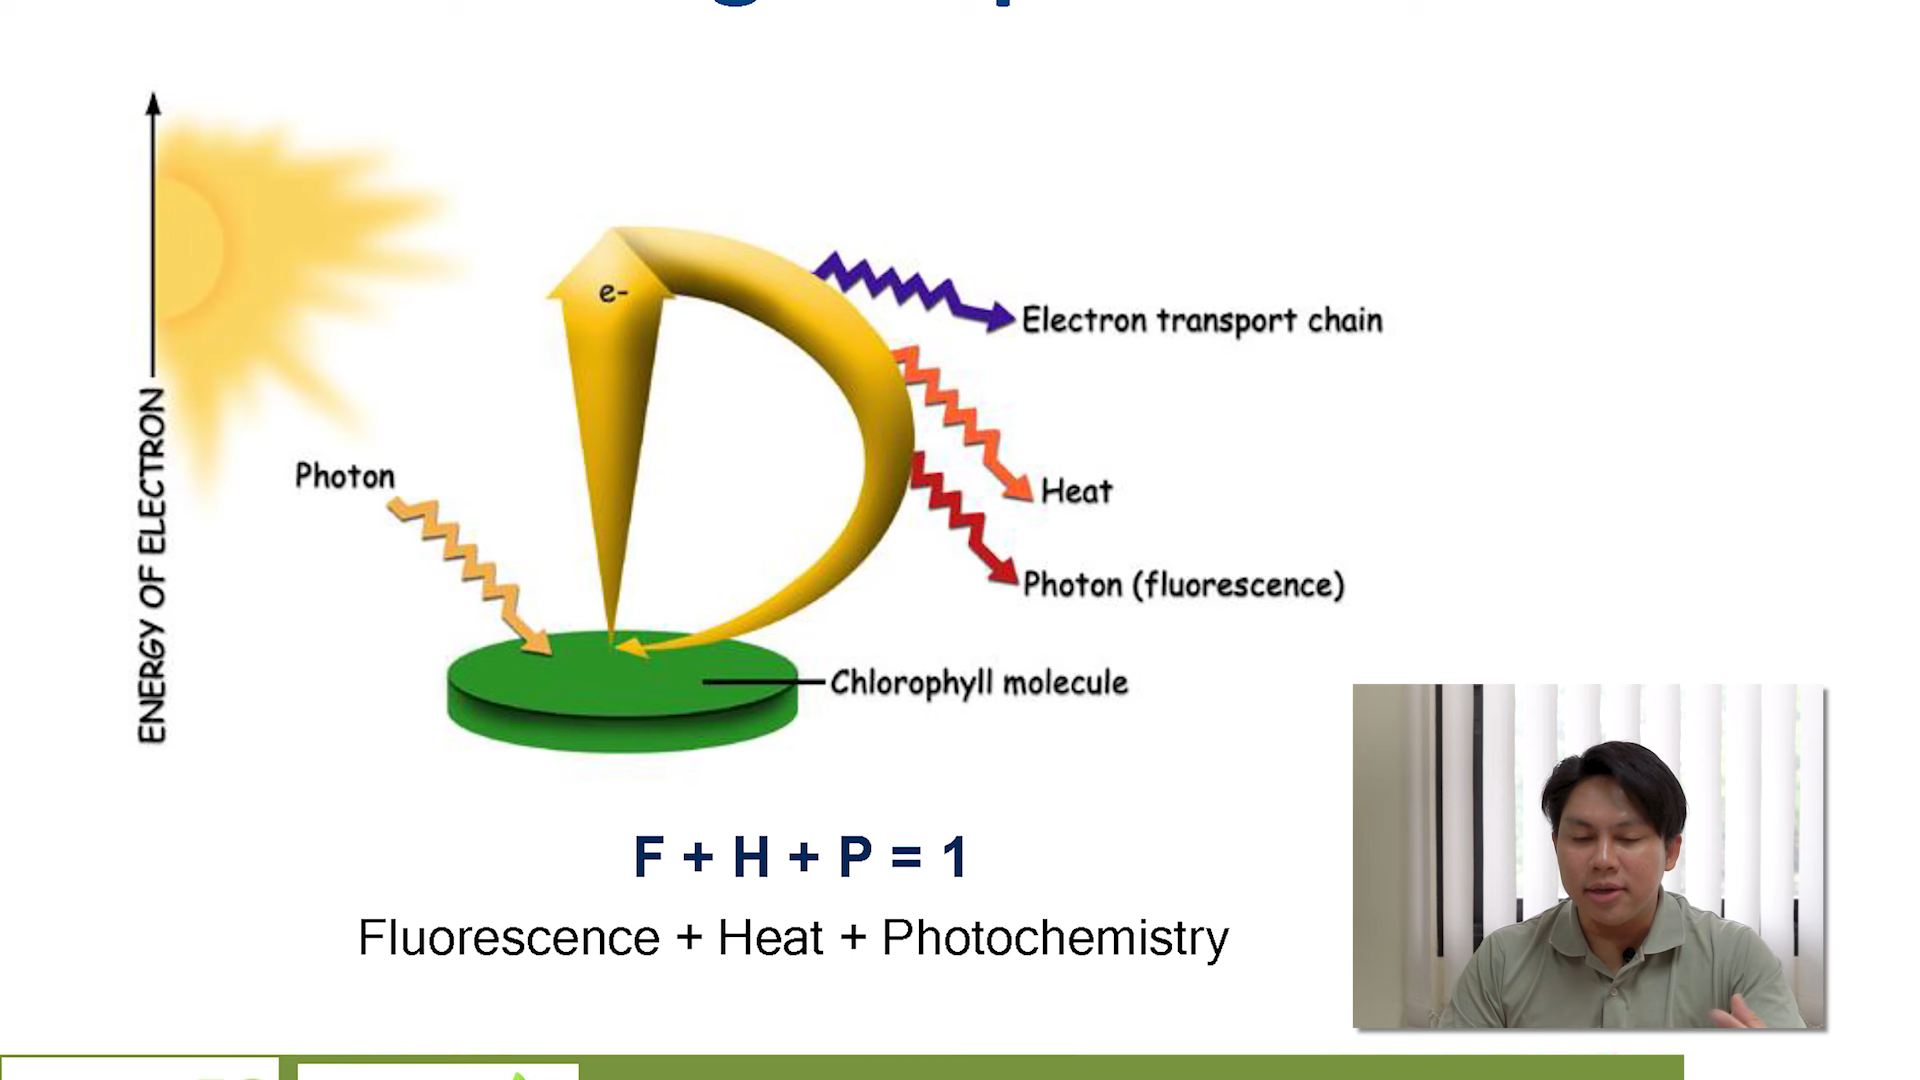 ENERGY OF ELECTRON
e-
Electron transport chain
Heat
Photon
Photon (fluorescence)
Chlorophyll molecule
F + H + P = 1
Fluorescence + Heat + Photochemistry